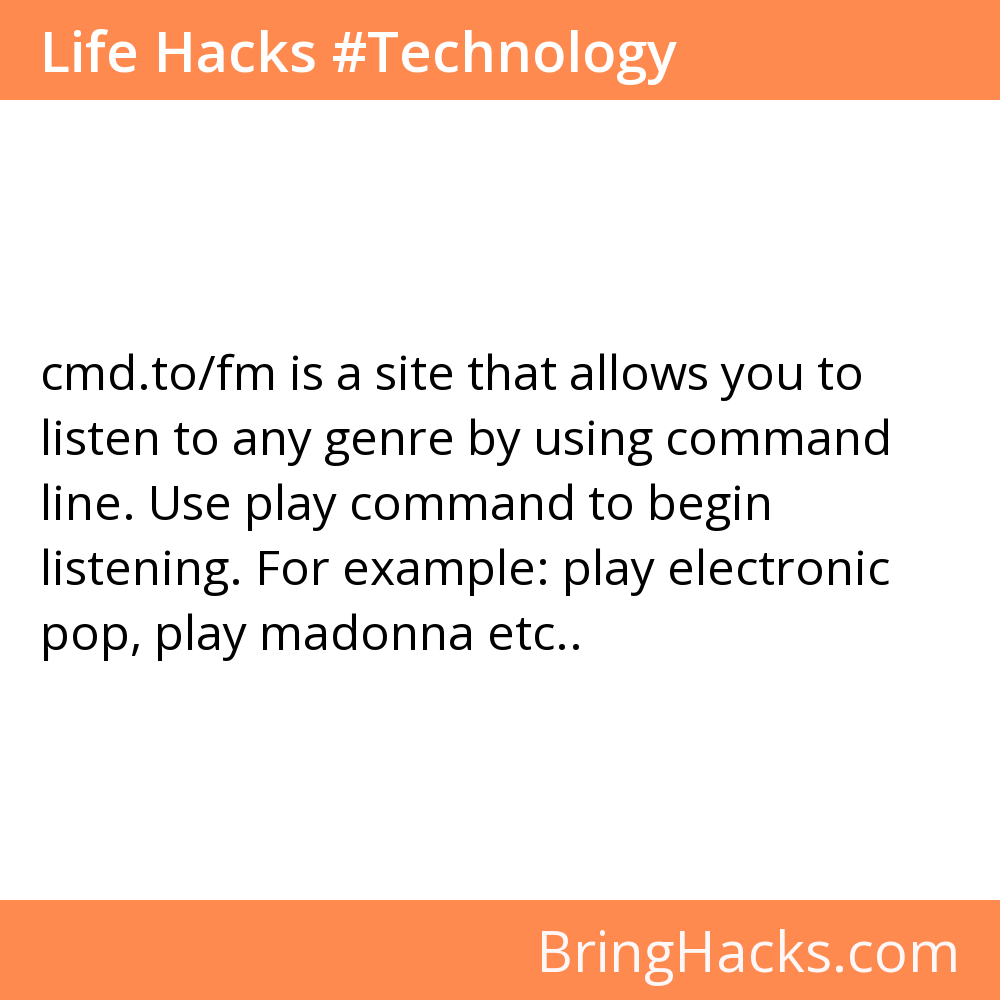 Life Hacks #Technology
cmd.to/fm is a site that allows you to
listen to any genre by using command
line. Use play command to begin
listening. For example: play electronic
pop, play madonna etc..
BringHacks.com